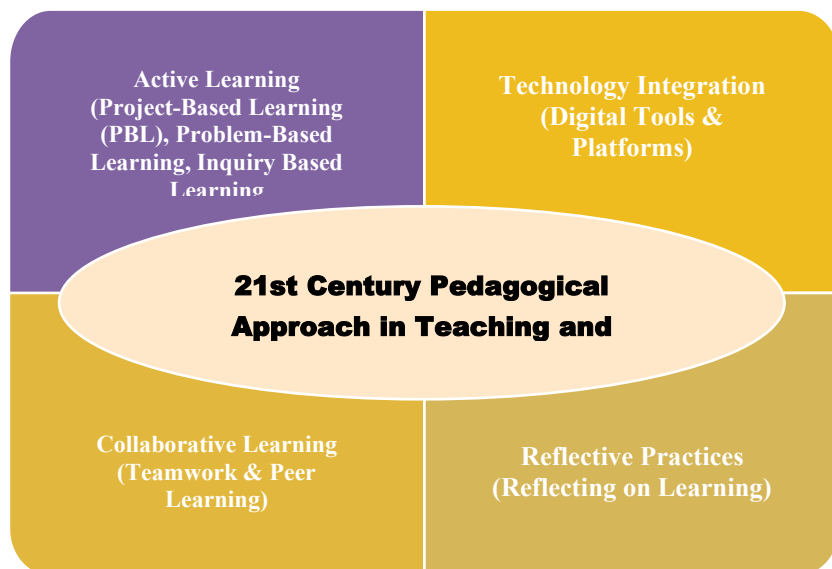 Active Learning
(Project-Based Learning
(PBL), Problem-Based
Learning, Inquiry Based
Learning
Technology Integration
(Digital Tools &
Platforms)
21st Century Pedagogical
Approach in Teaching and
Collaborative Learning
(Teamwork & Peer
Learning)
Reflective Practices
(Reflecting on Learning)